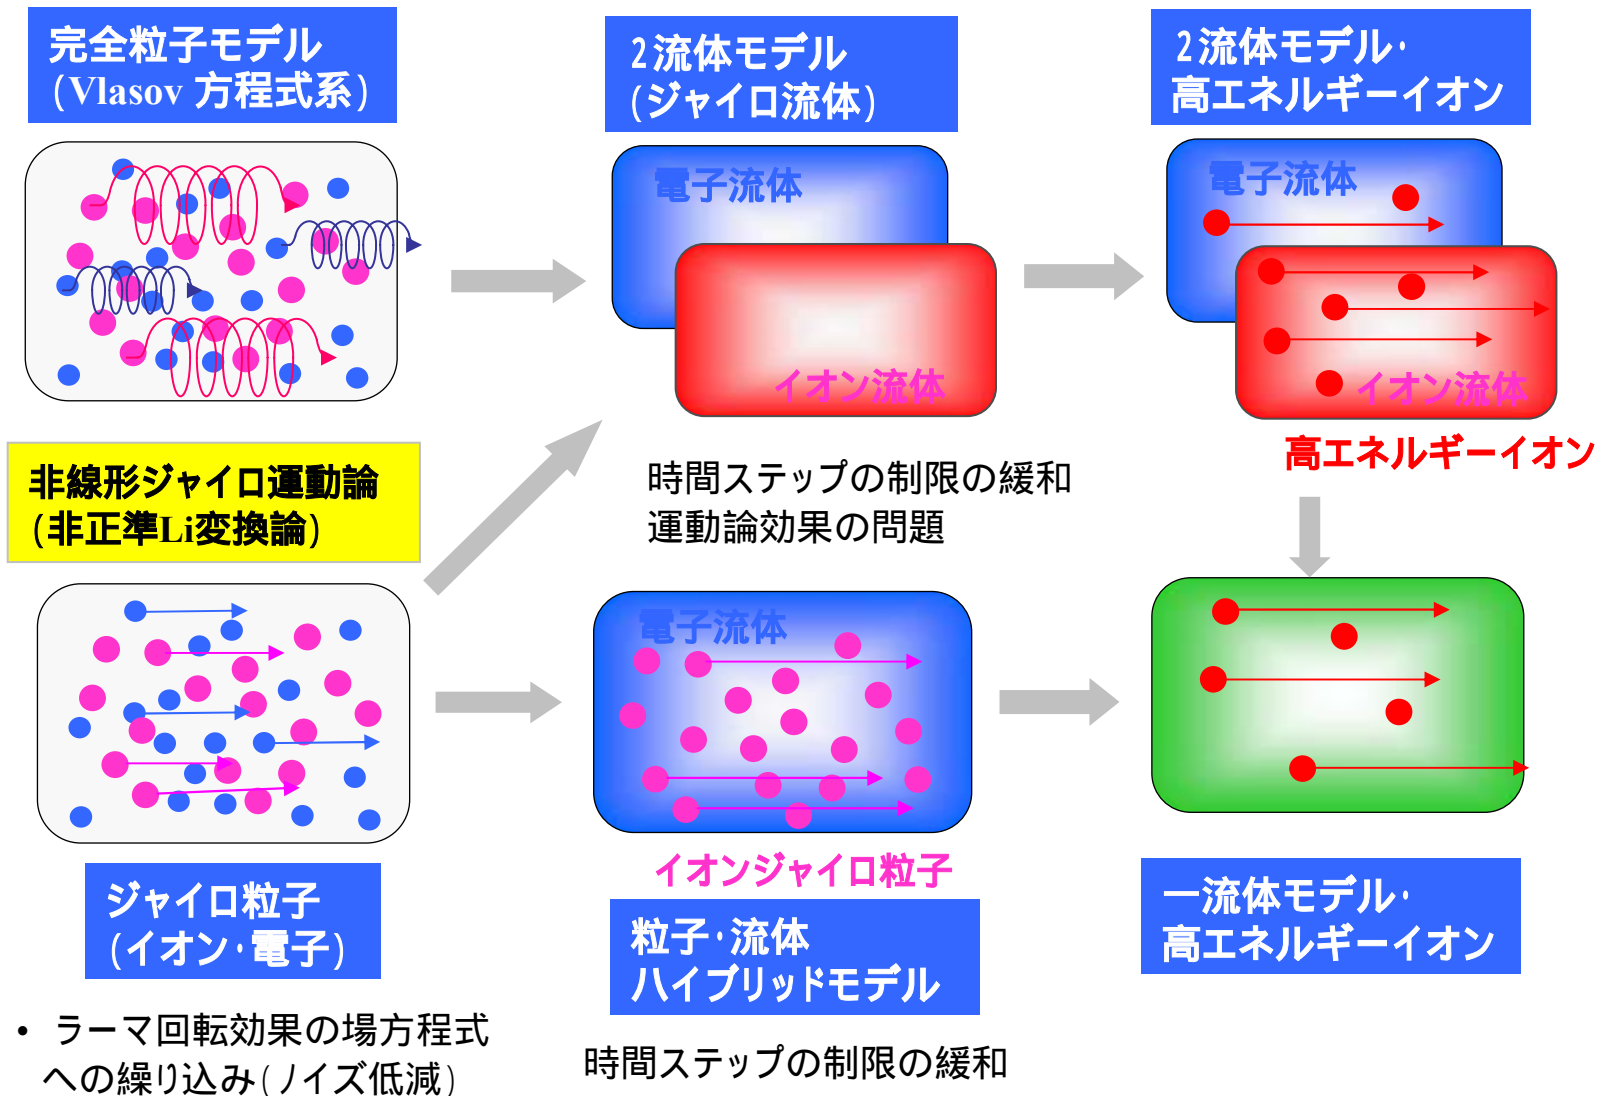 完全粒子モデル
(Vlasov 方程式系)
2流体モデル
(ジャイロ流体)
2流体モデル・
高エネルギーイオン
電子流体
イオン流体
電子流体
イオン流体
高エネルギーイオン
非線形ジャイロ運動論
(非正準Li変換論)
時間ステップの制限の緩和
運動論効果の問題
電子流体
イオンジャイロ粒子
ジャイロ粒子
(イオン・電子)
粒子・流体
ハイブリッドモデル
一流体モデル・
高エネルギーイオン
• ラーマ回転効果の場方程式
への繰り込み(ノイズ低減)
時間ステップの制限の緩和